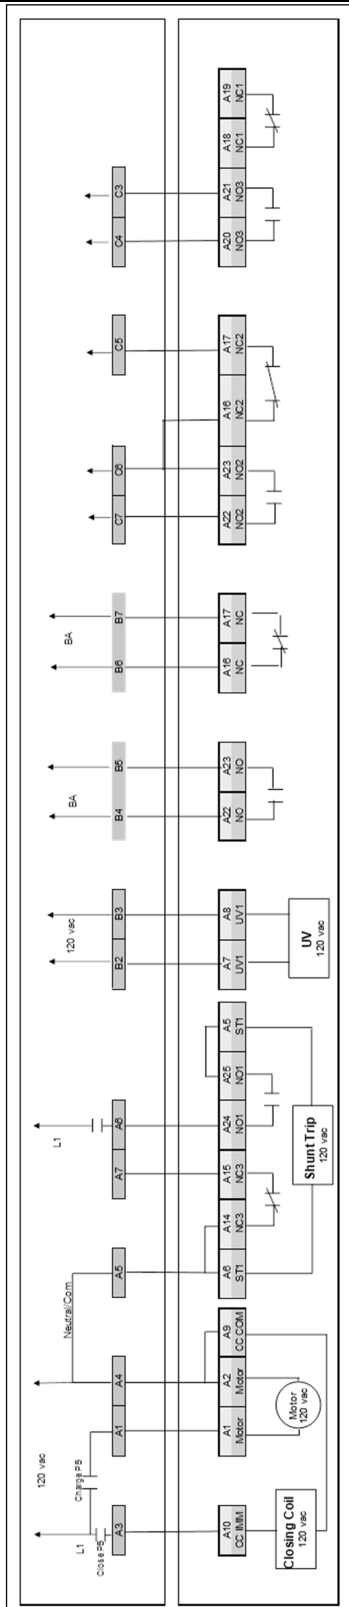 120 vac
L1
Neutral/Com
120 vac
BA
BA
L1
Charge PB
Close PB
A3 A1 A4 A5 A7 A6 B2 B3 B4 B5 B6 B7 C7 C6 C5 C4 C3
A10 A1 A2 A9 A6 A14 A15 A24 A25 A5 A7 A8 A22 A23 A16 A17 A22 A23 A16 A17 A20 A21 A18 A19
CC IMM Motor Motor CC COM ST1 NC3 NC3 NO1 NO1 ST1 UV1 UV1 NO NO NC NC NO2 NO2 NC2 NC2 NO3 NO3 NC1 NC1
Closing Coil
120 vac
Motor
120 vac
Shunt Trip
120 vac
UV
120 vac